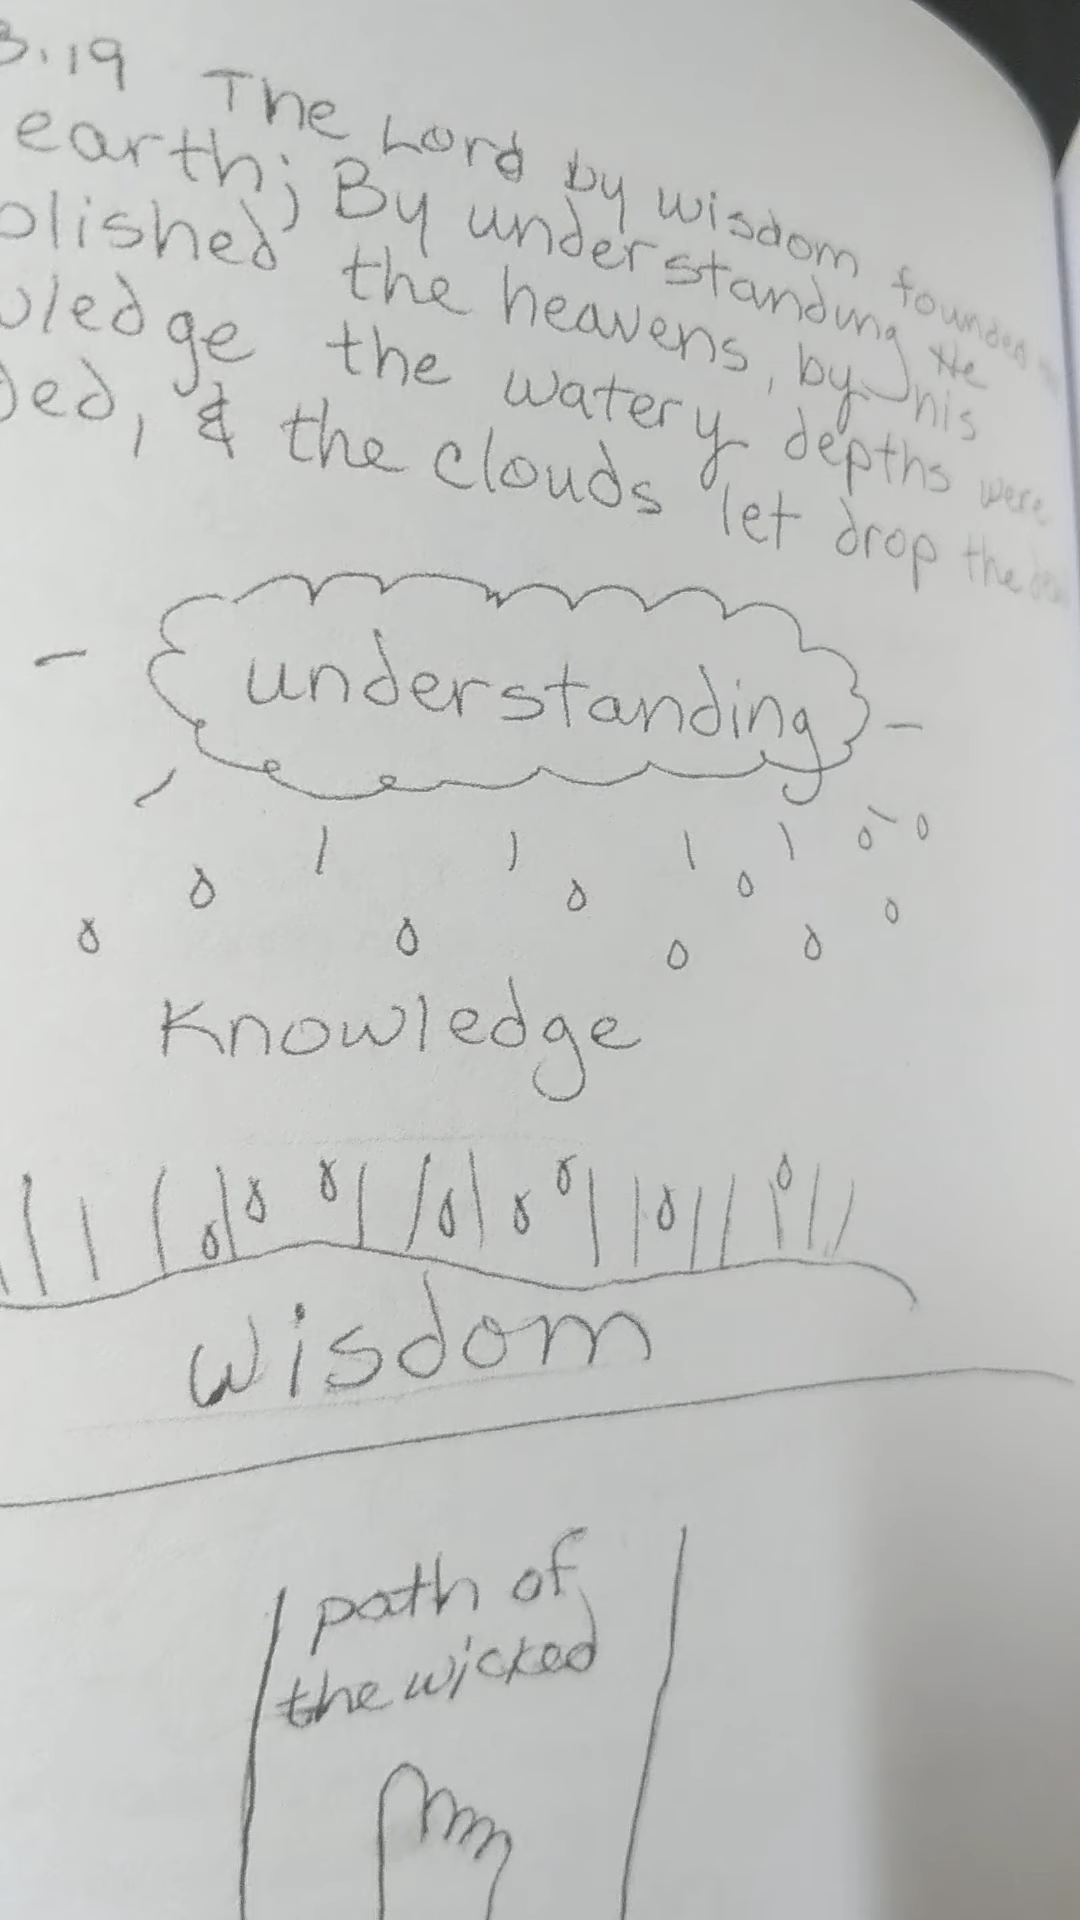 3.19 The Lord by wisdom founded
earth; By understanding He
olished the heavens, by his
wledge the watery depths were
ded, & the clouds let drop the
understanding
Knowledge
wisdom
path of
the wicked